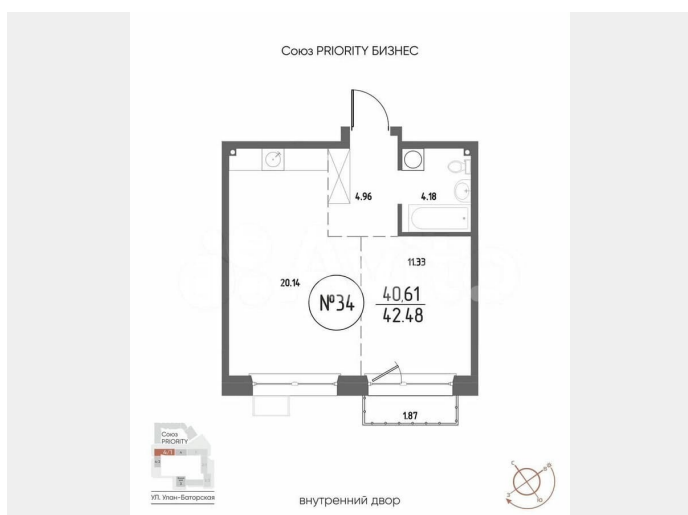 Союз PRIORITY БИЗНЕС
4.96
4.18
11.33
20.14
№34
40,61
42.48
1.87
Союз
PRIORITY
УЛ. Улан-Баторская
внутренний двор
С
В
З
Ю